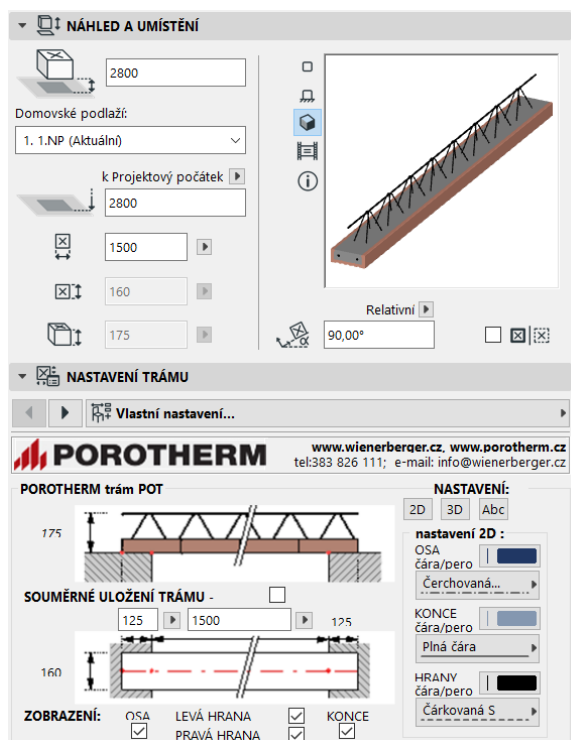 NÁHLED A UMÍSTĚNÍ
2800
Domovské podlaží:
1. 1.NP (Aktuální)
k Projektový počátek
2800
1500
160
175
Relativní
α
90,00°
NASTAVENÍ TRÁMU
Vlastní nastavení...
POROTHERM
www.wienerberger.cz, www.porotherm.cz
tel:383 826 111; e-mail: info@wienerberger.cz
POROTHERM trám POT
175
SOUMĚRNÉ ULOŽENÍ TRÁMU -
125 1500 125
160
ZOBRAZENÍ: OSA LEVÁ HRANA KONCE
PRAVÁ HRANA
NASTAVENÍ:
2D 3D Abc
nastavení 2D :
OSA
čára/pero
Čerchovaná...
KONCE
čára/pero
Plná čára
HRANY
čára/pero
Čárkovaná S